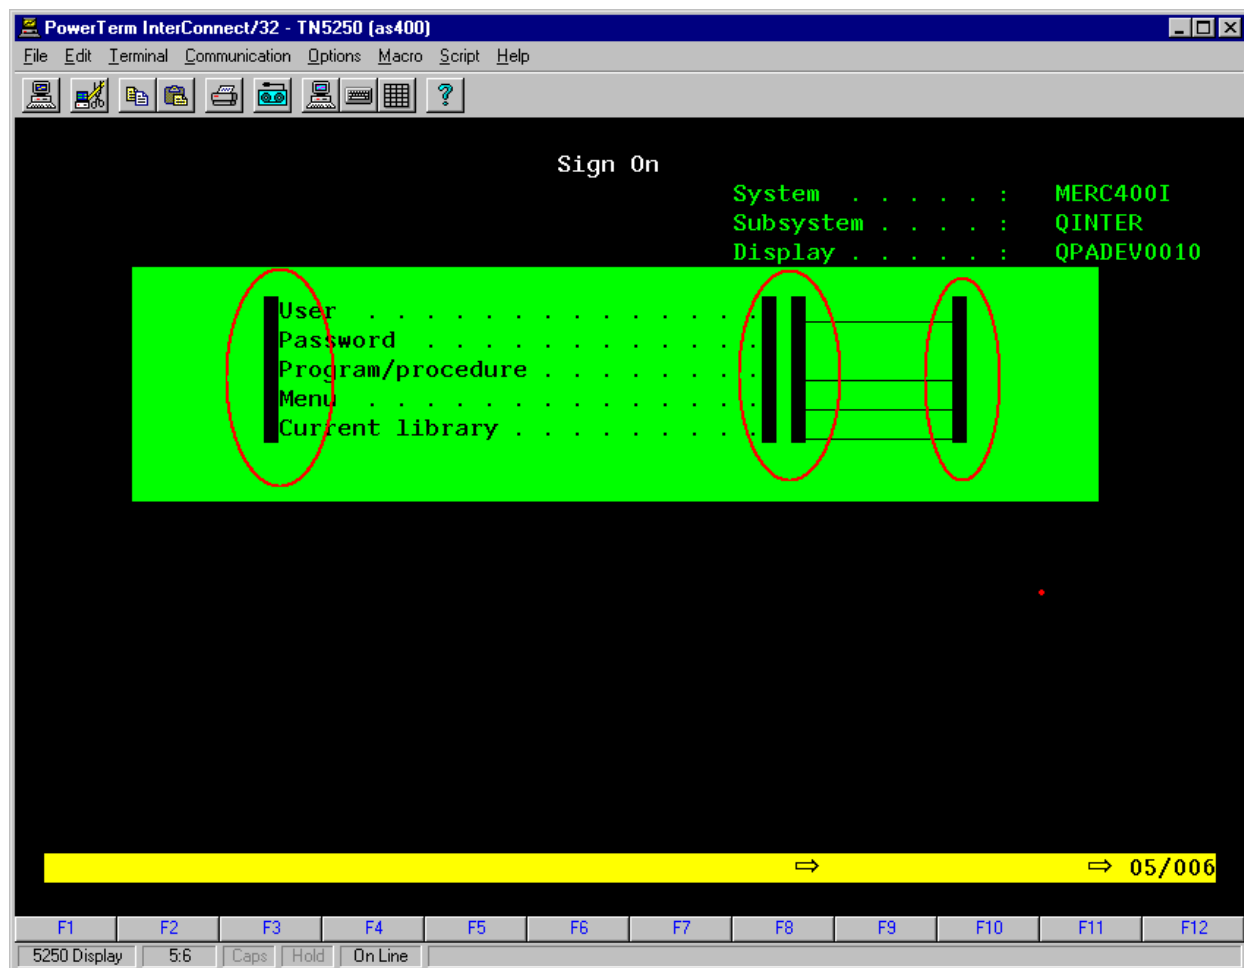 PowerTerm InterConnect/32 - TN5250 (as400)
File Edit Terminal Communication Options Macro Script Help
Sign On
System . . . . . : MERC400I
Subsystem . . . . : QINTER
Display . . . . . : QPADEV0010
User . . . . . . . . . . . . . .
Password . . . . . . . . . . . .
Program/procedure . . . . . . . .
Menu . . . . . . . . . . . . . .
Current library . . . . . . . . .
⇨ ⇨ 05/006
F1 F2 F3 F4 F5 F6 F7 F8 F9 F10 F11 F12
5250 Display 5:6 Caps Hold On Line